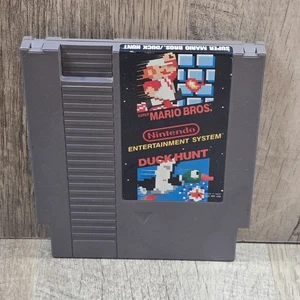 SUPER MARIO BROS./DUCK HUNT
SUPER
MARIO BROS.
Nintendo
ENTERTAINMENT SYSTEM
DUCK HUNT